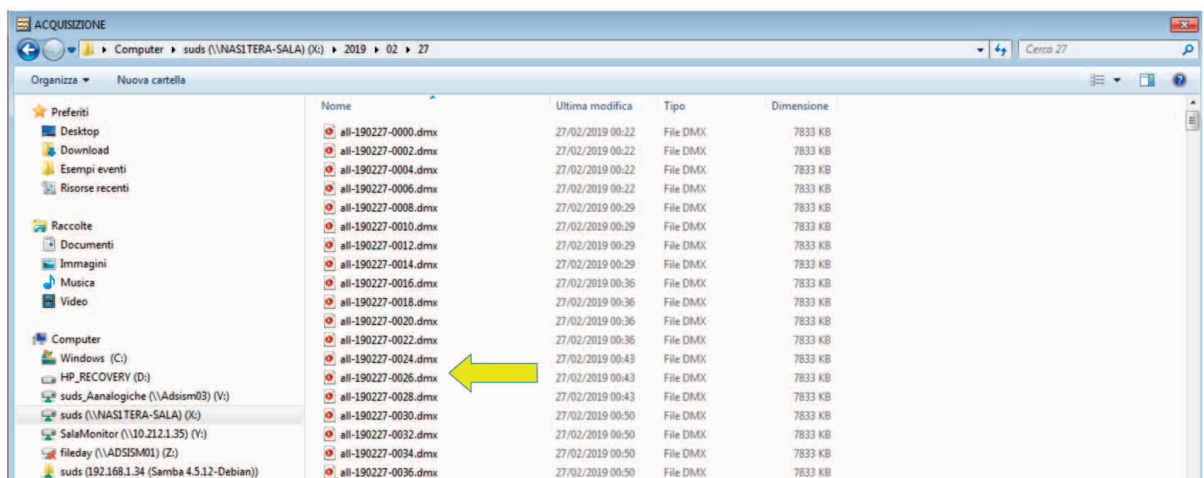 ACQUISIZIONE
Computer suds (\\NAS1TERA-SALA) (X:) 2019 02 27
Cerca 27
Organizza Nuova cartella
Nome Ultima modifica Tipo Dimensione
Preferiti
Desktop
Download
Esempi eventi
Risorse recenti
Raccolte
Documenti
Immagini
Musica
Video
Computer
Windows (C:)
HP_RECOVERY (D:)
suds_Aanalogiche (\\Adsism03) (V:)
suds (\\NAS1TERA-SALA) (X:)
SalaMonitor (\\10.212.1.35) (Y:)
fileday (\\ADSISM01) (Z:)
suds (192.168.1.34 (Samba 4.5.12-Debian))
all-190227-0000.dmx 27/02/2019 00:22 File DMX 7833 KB
all-190227-0002.dmx 27/02/2019 00:22 File DMX 7833 KB
all-190227-0004.dmx 27/02/2019 00:22 File DMX 7833 KB
all-190227-0006.dmx 27/02/2019 00:22 File DMX 7833 KB
all-190227-0008.dmx 27/02/2019 00:29 File DMX 7833 KB
all-190227-0010.dmx 27/02/2019 00:29 File DMX 7833 KB
all-190227-0012.dmx 27/02/2019 00:29 File DMX 7833 KB
all-190227-0014.dmx 27/02/2019 00:29 File DMX 7833 KB
all-190227-0016.dmx 27/02/2019 00:36 File DMX 7833 KB
all-190227-0018.dmx 27/02/2019 00:36 File DMX 7833 KB
all-190227-0020.dmx 27/02/2019 00:36 File DMX 7833 KB
all-190227-0022.dmx 27/02/2019 00:36 File DMX 7833 KB
all-190227-0024.dmx 27/02/2019 00:43 File DMX 7833 KB
all-190227-0026.dmx 27/02/2019 00:43 File DMX 7833 KB
all-190227-0028.dmx 27/02/2019 00:43 File DMX 7833 KB
all-190227-0030.dmx 27/02/2019 00:50 File DMX 7833 KB
all-190227-0032.dmx 27/02/2019 00:50 File DMX 7833 KB
all-190227-0034.dmx 27/02/2019 00:50 File DMX 7833 KB
all-190227-0036.dmx 27/02/2019 00:50 File DMX 7833 KB